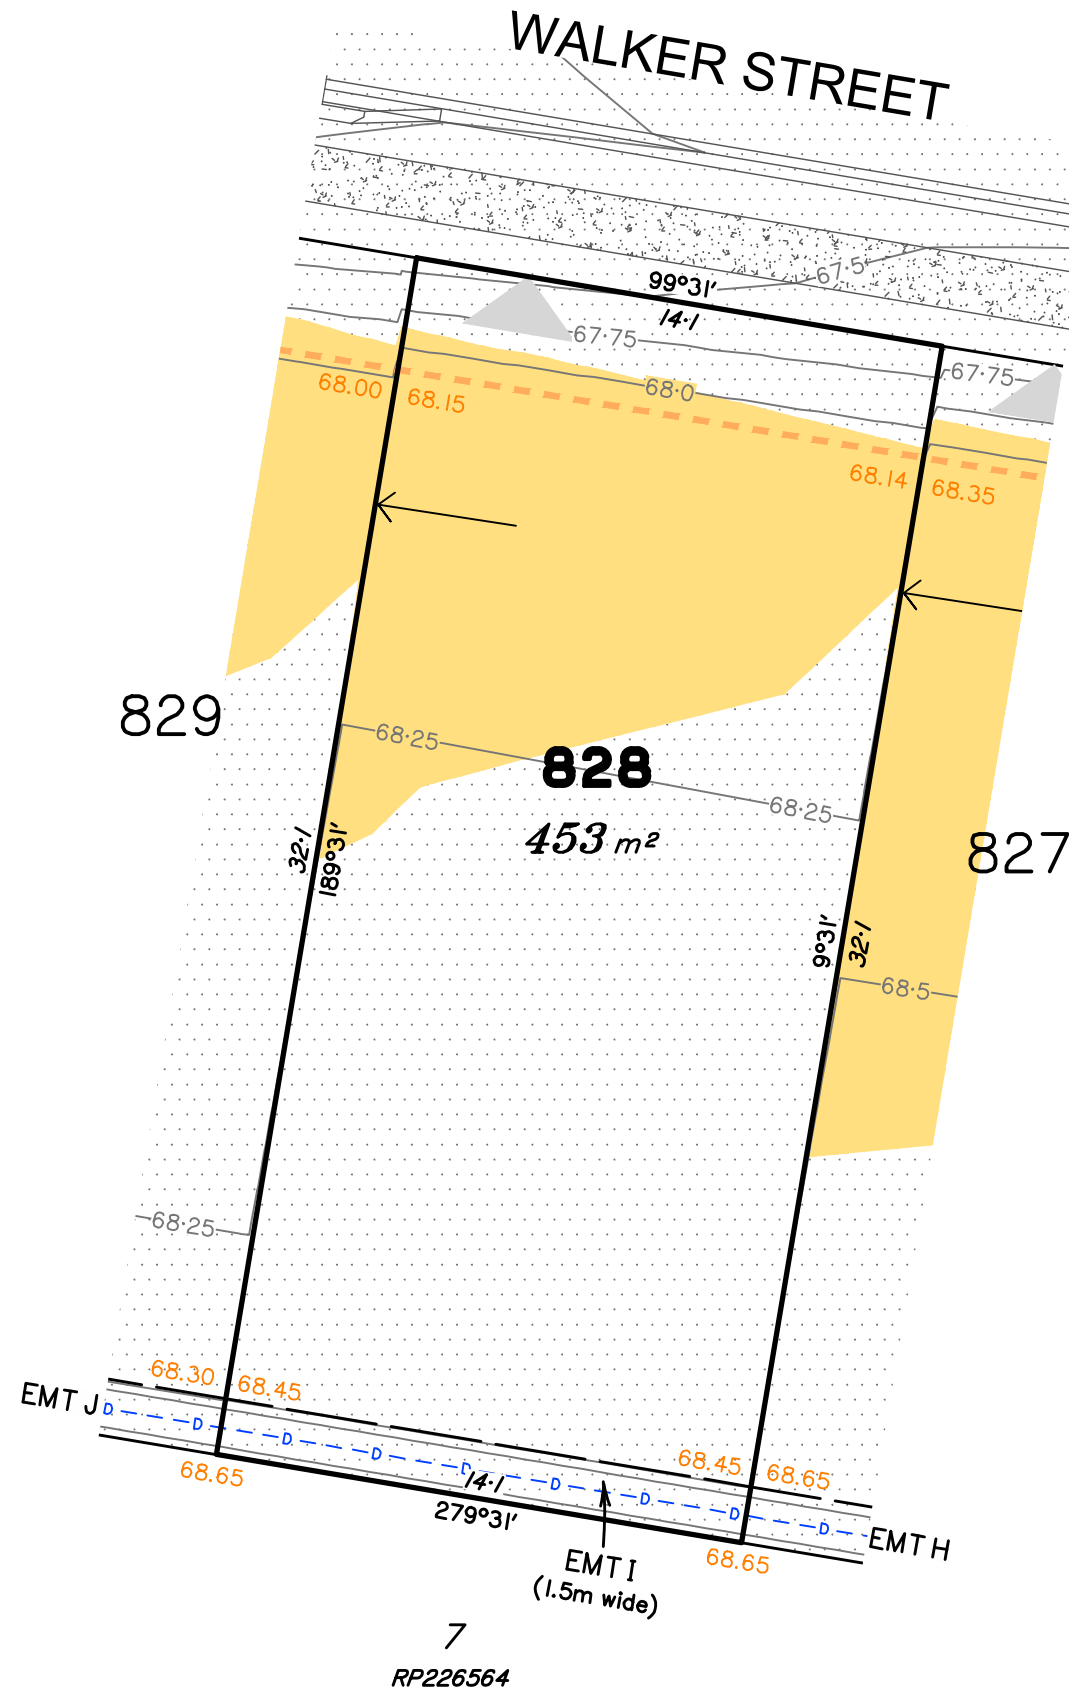 WALKER STREET
67·5
99°31'
14·1
67·75
67·75
68·0
68.00
68.15
68.14
68.35
829
68·25
828
68·25
453 m²
827
32·1
189°31'
9°31'
32·1
68·5
68·25
68.30
68.45
EMT J
D
D
D
D
D
D
D
D
D
68.45
68.65
68.65
14·1
279°31'
EMT H
68.65
EMT I
(1.5m wide)
7
RP226564